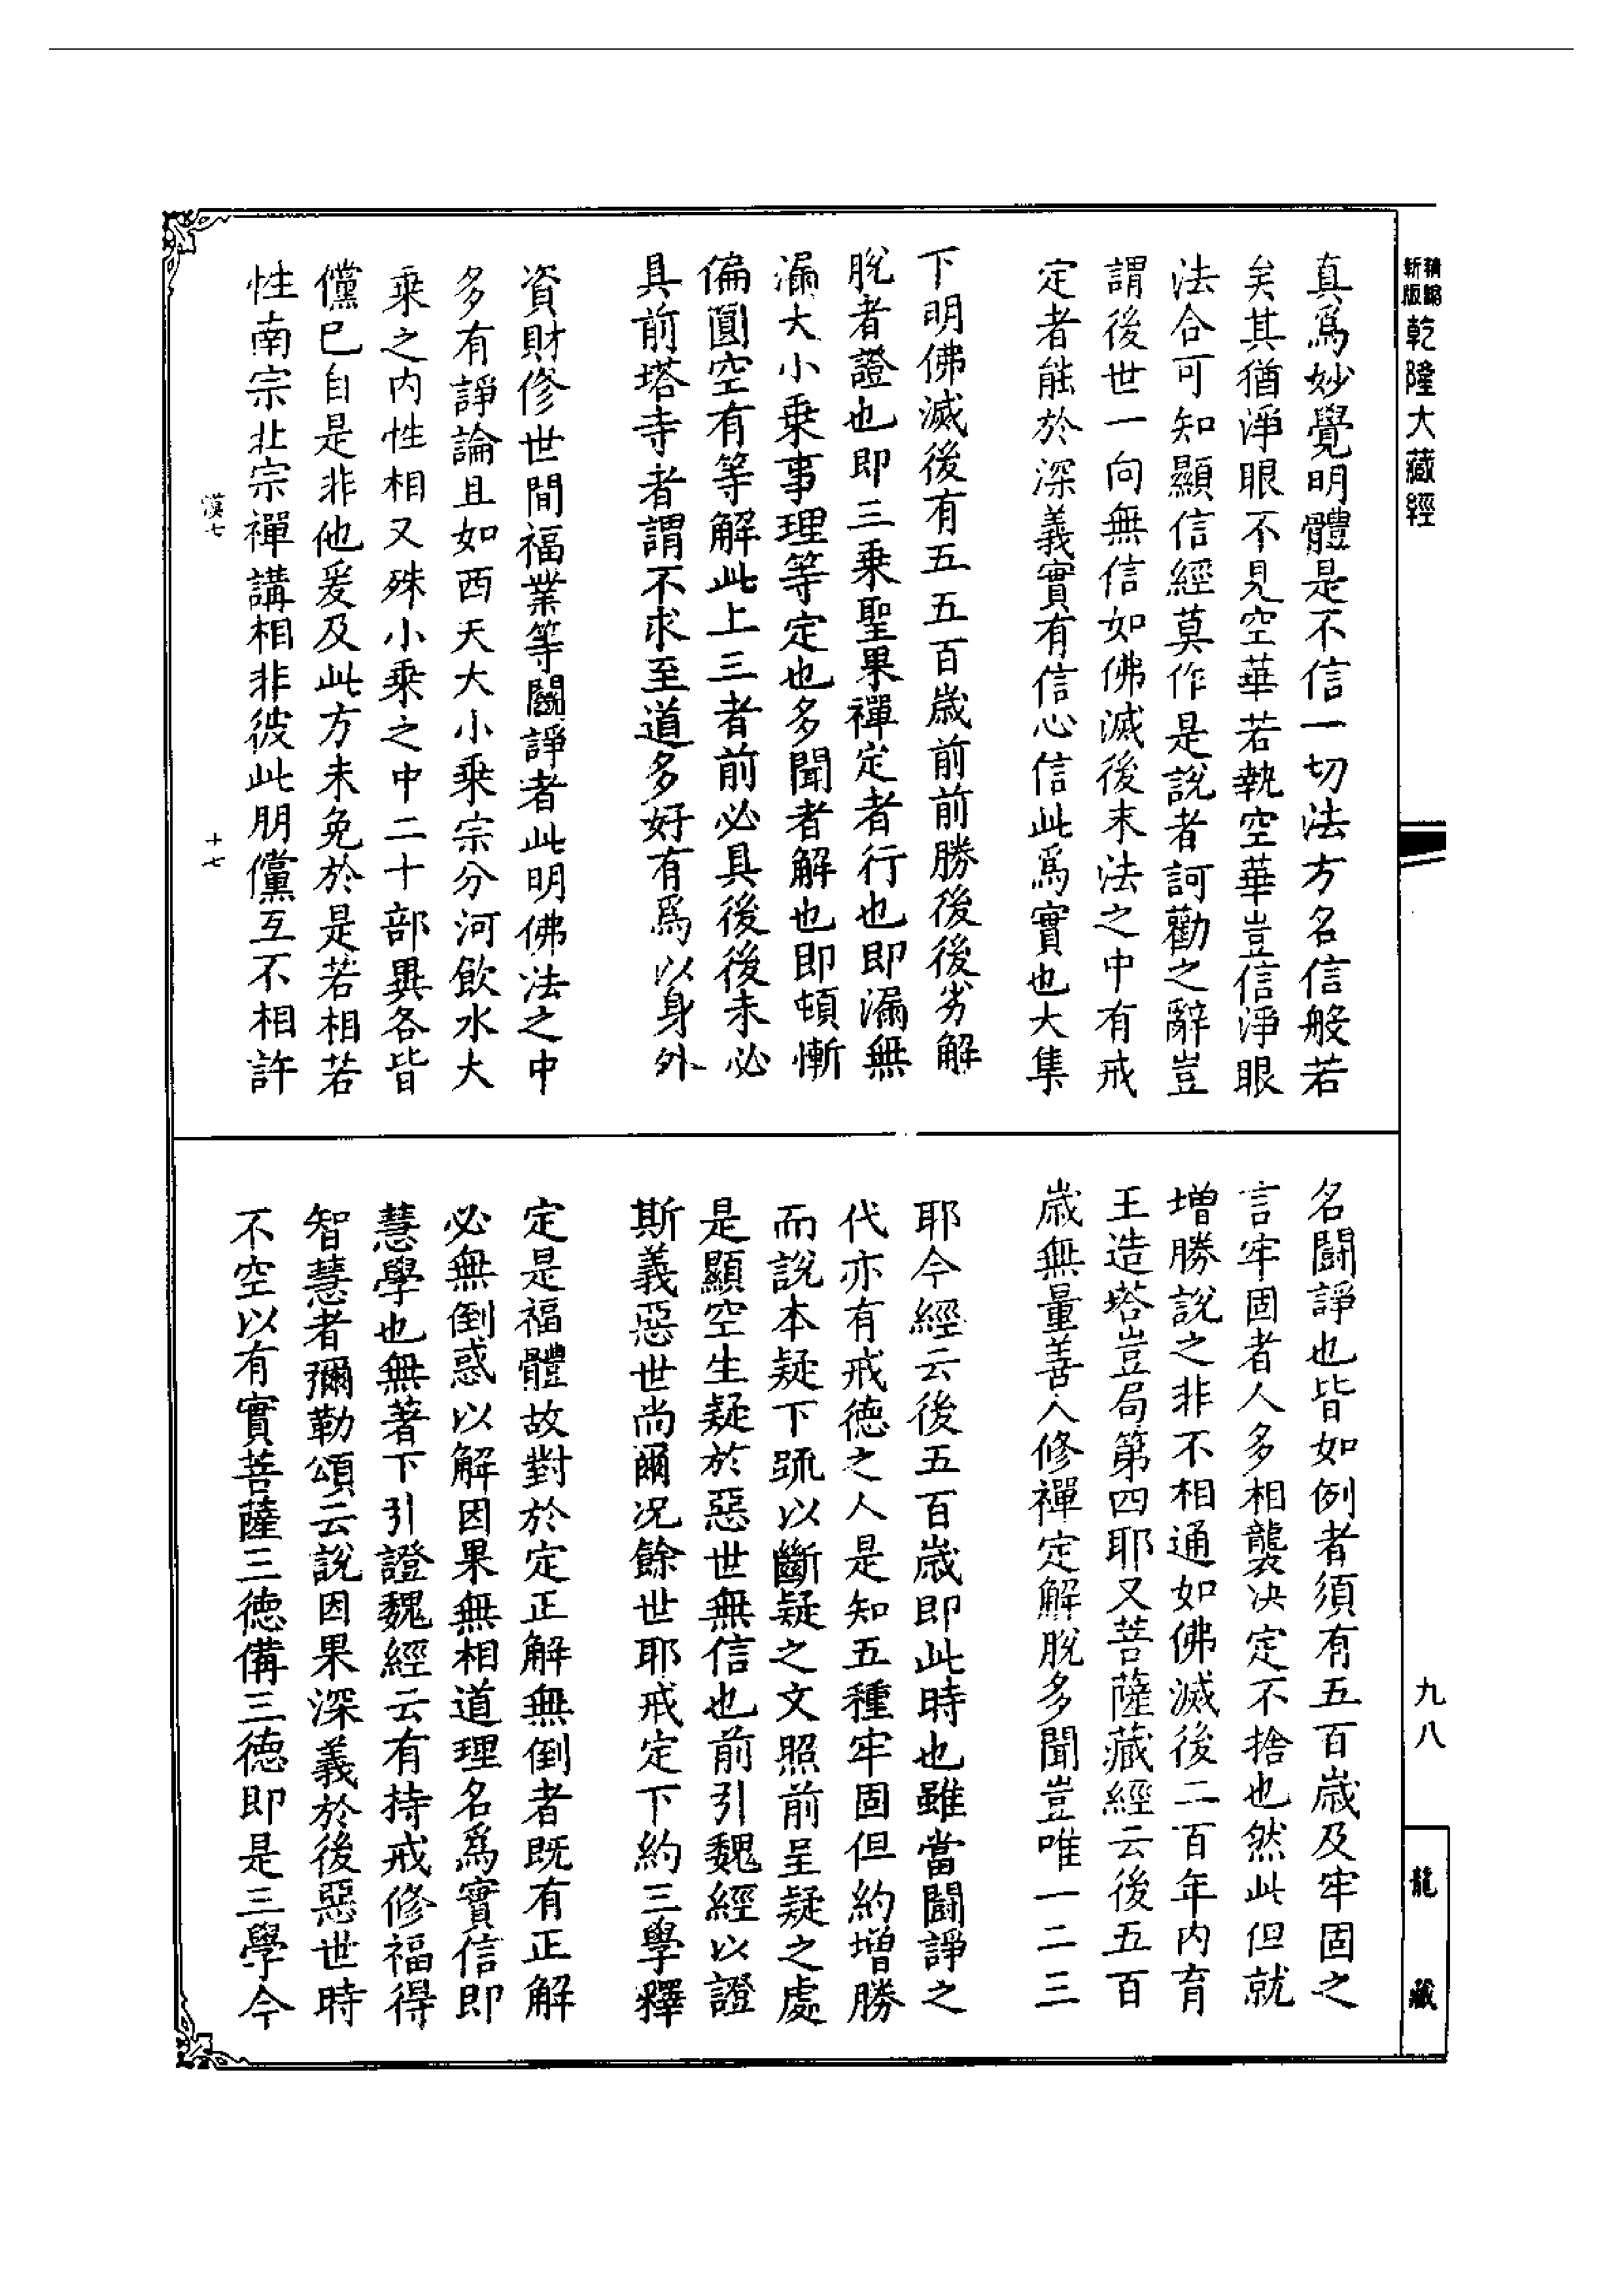 精縮新版乾隆大藏經
真爲妙覺明體是不信一切法方名信般若
矣其猶淨眼不見空華若執空華豈信淨眼
法合可知顯信經莫作是說者訶勸之辭豈
謂後世一向無信如佛滅後末法之中有戒
定者能於深義實有信心信此爲實也大集
下明佛滅後有五五百歲前前勝後後劣解
脫者證也即三乘聖果禪定者行也即漏無
漏大小乘事理等定也多聞者解也即頓慚
偏圓空有等解此上三者前必具後後未必
具前塔寺者謂不求至道多好有爲以身外
資財修世間福業等鬬諍者此明佛法之中
多有諍論且如西天大小乘宗分河飲水大
乘之內性相又殊小乘之中二十部異各皆
儻已自是非他爰及此方未免於是若相若
性南宗北宗禪講相非彼此朋儻互不相許
漢七
十七
名鬪諍也皆如例者須有五百歲及牢固之
言牢固者人多相襲决定不捨也然此但就
增勝說之非不相通如佛滅後二百年內育
王造塔豈局第四耶又菩薩藏經云後五百
歲無量善人修禪定解脫多聞豈唯一二三
耶今經云後五百歲即此時也雖當鬪諍之
代亦有戒德之人是知五種牢固但約增勝
而說本疑下䟽以斷疑之文照前呈疑之處
是顯空生疑於惡世無信也前引魏經以證
斯義惡世尚爾况餘世耶戒定下約三學釋
定是福體故對於定正解無倒者既有正解
必無倒惑以解因果無相道理名爲實信即
慧學也無著下引證魏經云有持戒修福得
智慧者彌勒頌云說因果深義於後惡世時
不空以有實菩薩三德備三德即是三學今
九八
龍藏